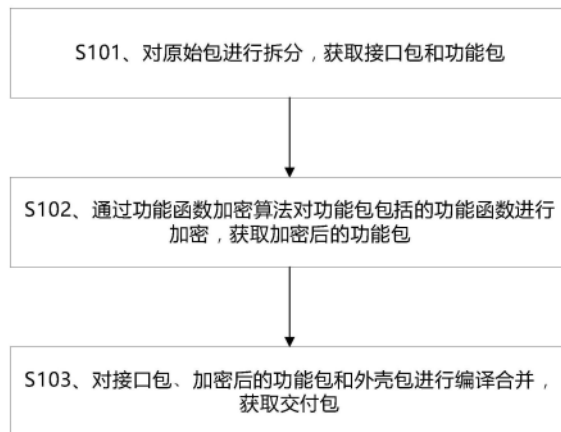 S101、对原始包进行拆分，获取接口包和功能包
S102、通过功能函数加密算法对功能包包括的功能函数进行
加密，获取加密后的功能包
S103、对接口包、加密后的功能包和外壳包进行编译合并，
获取交付包